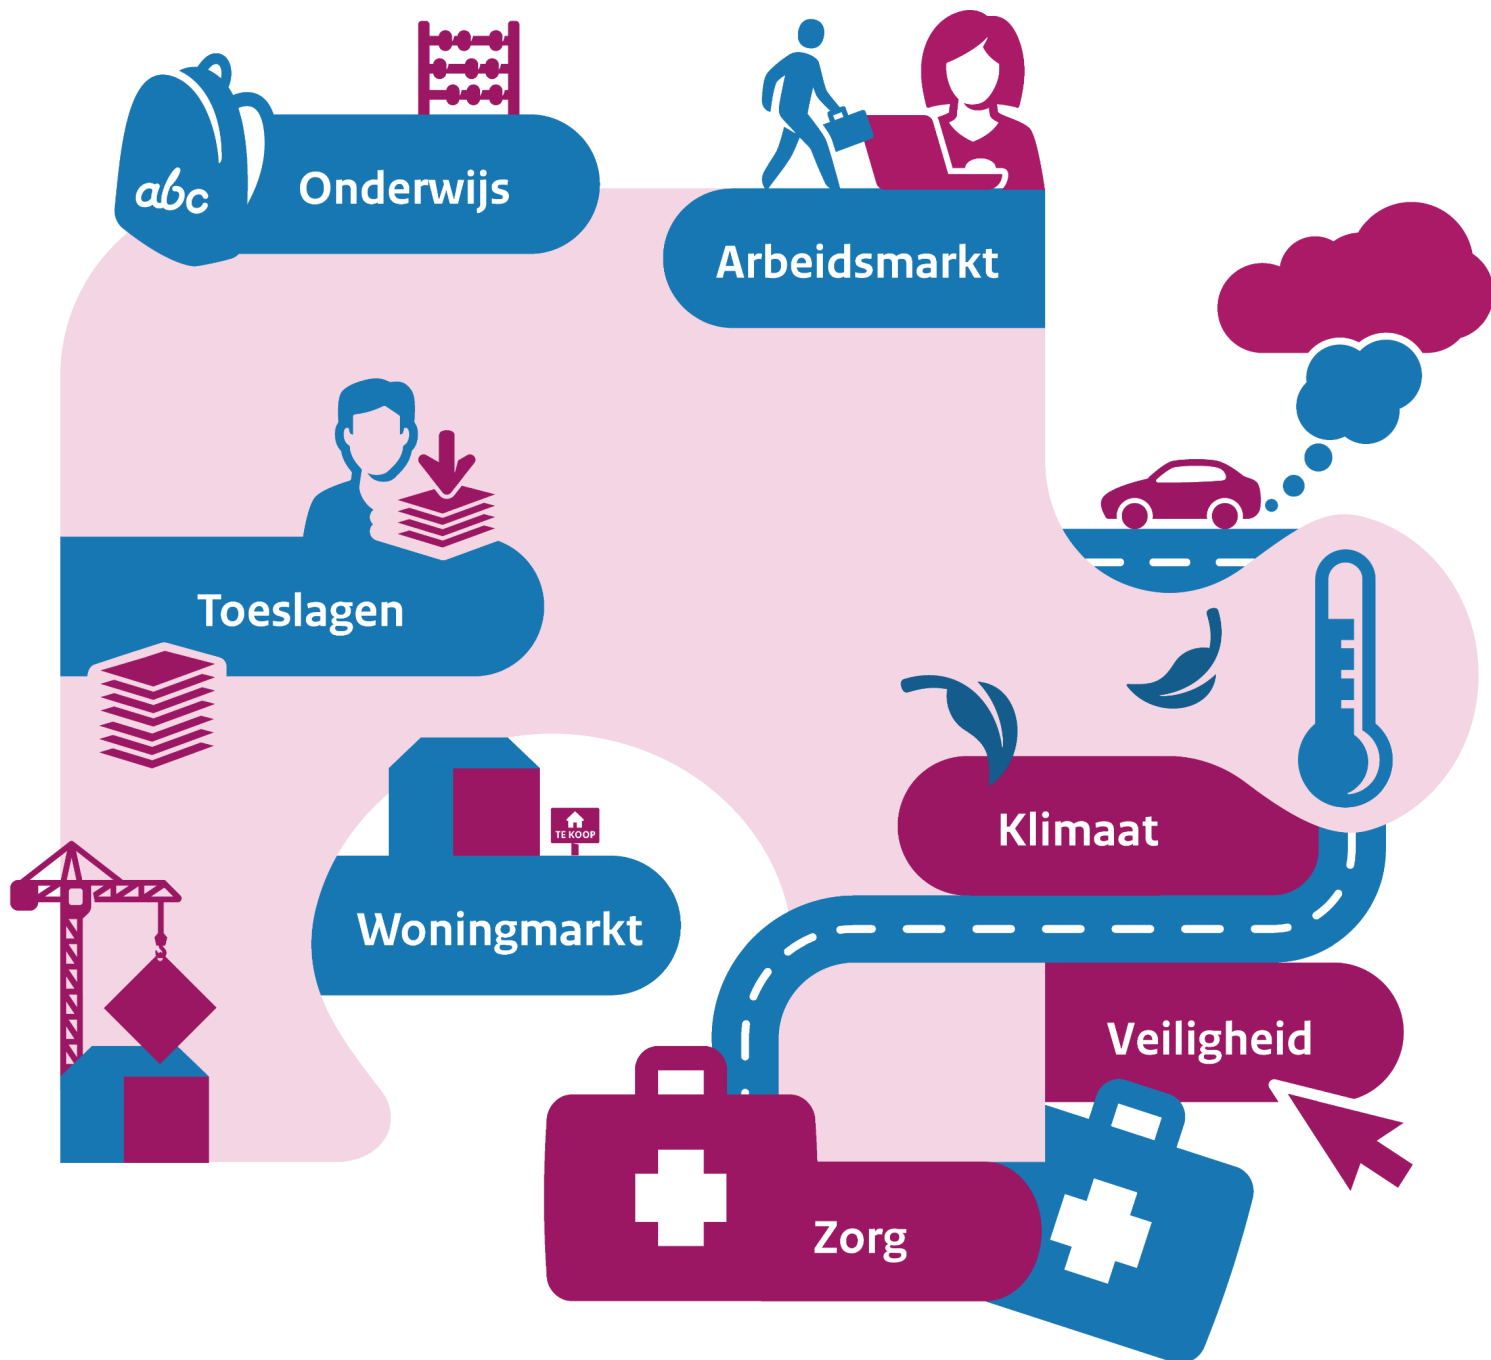 abc
Onderwijs
Arbeidsmarkt
Toeslagen
TE KOOP
Woningmarkt
Klimaat
Veiligheid
Zorg